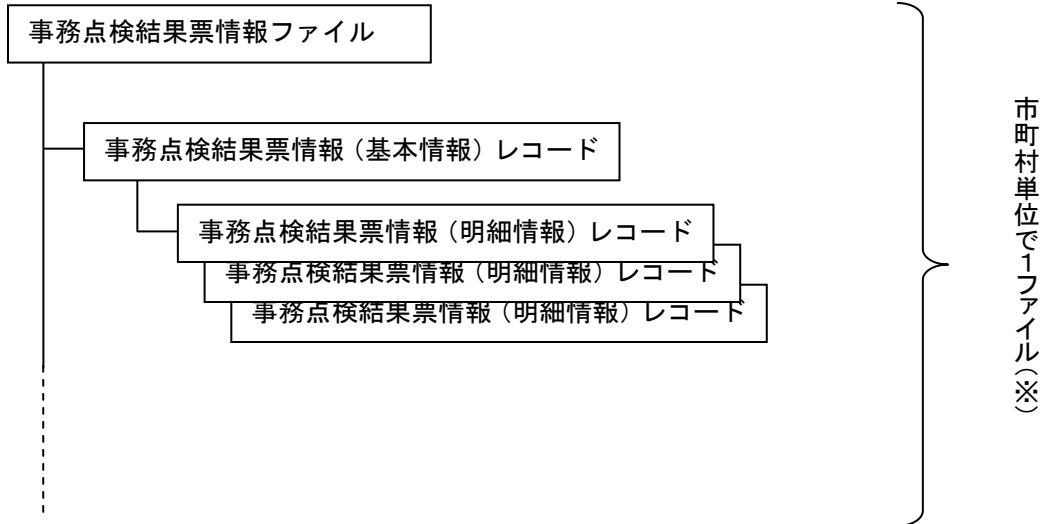 事務点検結果票情報ファイル
事務点検結果票情報（基本情報）レコード
事務点検結果票情報（明細情報）レコード
事務点検結果票情報（明細情報）レコード
事務点検結果票情報（明細情報）レコード
市町村単位で1ファイル（※）